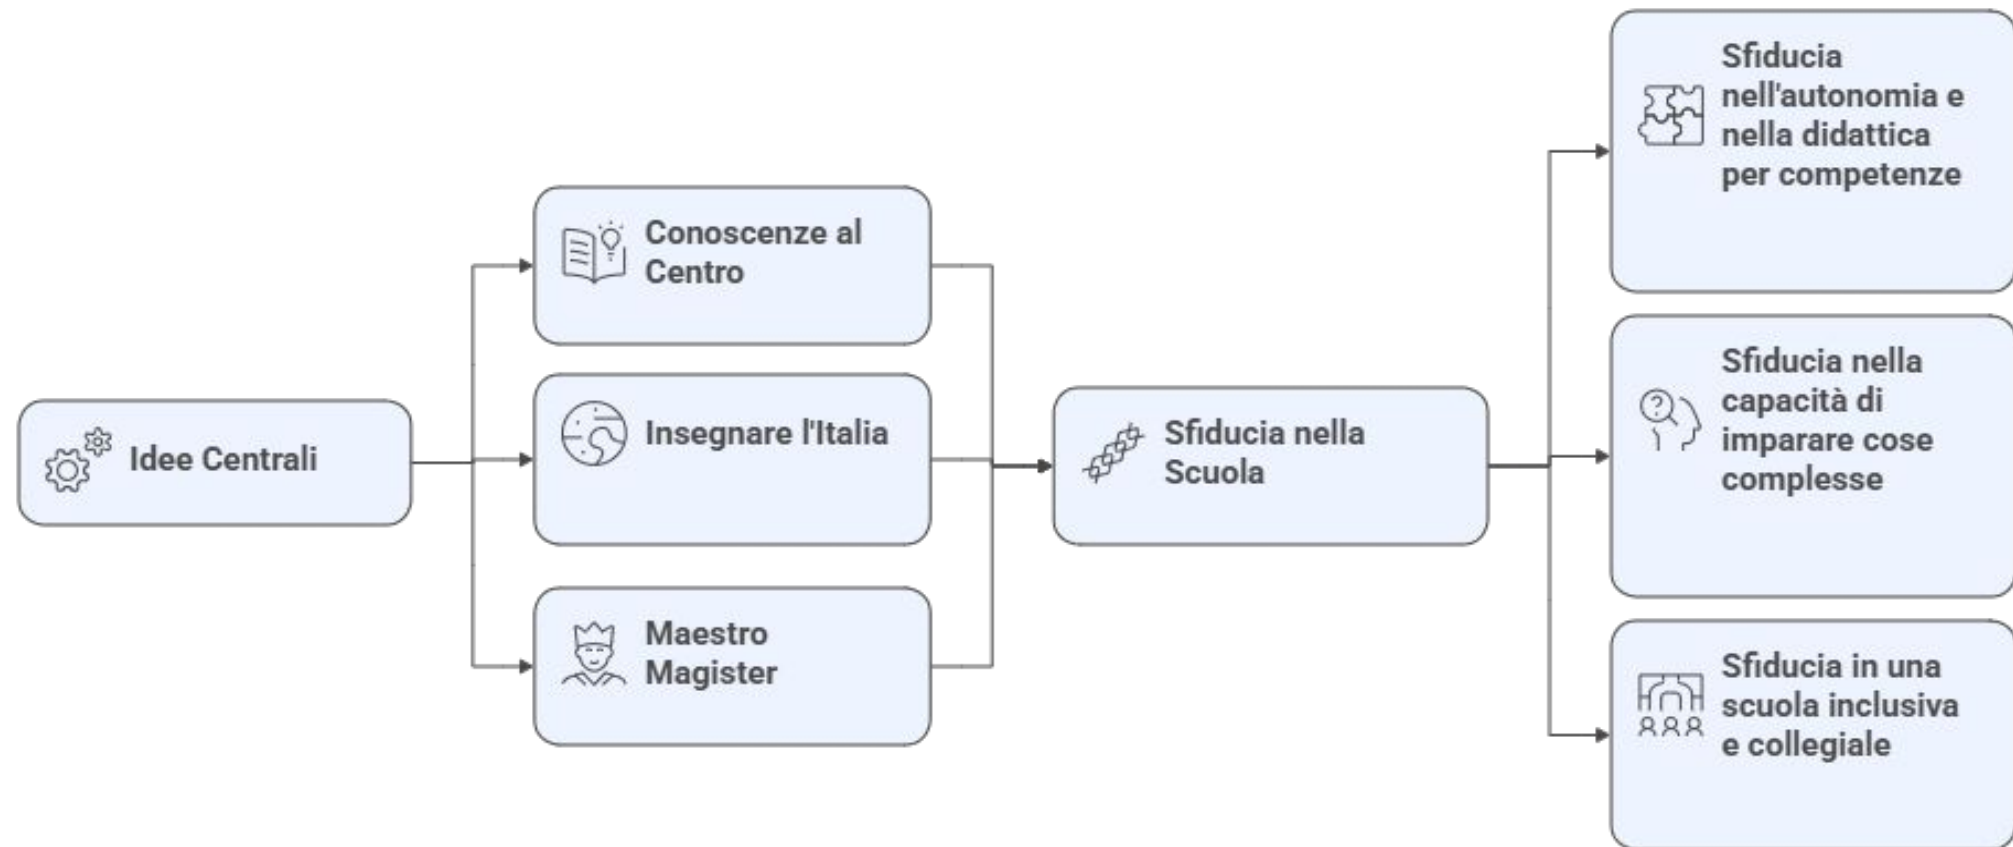 Idee Centrali
Conoscenze al
Centro
Insegnare l'Italia
Maestro
Magister
Sfiducia nella
Scuola
Sfiducia
nell'autonomia e
nella didattica
per competenze
Sfiducia nella
capacità di
imparare cose
complesse
Sfiducia in una
scuola inclusiva
e collegiale